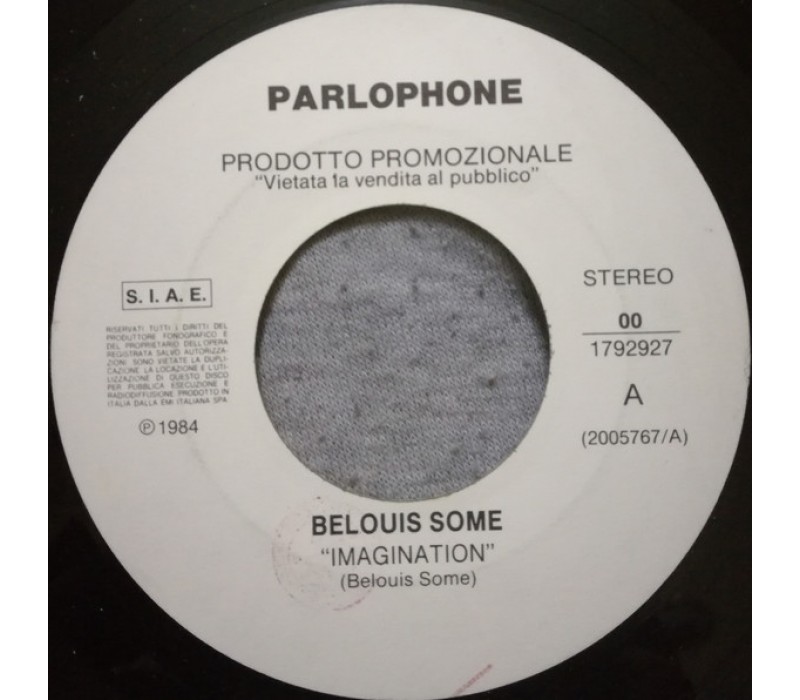 PARLOPHONE
PRODOTTO PROMOZIONALE
"Vietata la vendita al pubblico"
S. I. A. E.
RISERVATI TUTTI I DIRITTI DEL
PRODUTTORE FONOGRAFICO E
DEL PROPRIETARIO DELL'OPERA
REGISTRATA SALVO AUTORIZZA-
ZIONI SONO VIETATE LA DUPLI-
CAZIONE LA LOCAZIONE E L'UTI-
LIZZAZIONE DI QUESTO DISCO
PER PUBBLICA ESECUZIONE E
RADIODIFFUSIONE PRODOTTO IN
ITALIA DALLA EMI ITALIANA SPA
℗ 1984
STEREO
00
1792927
A
(2005767/A)
BELOUIS SOME
"IMAGINATION"
(Belouis Some)